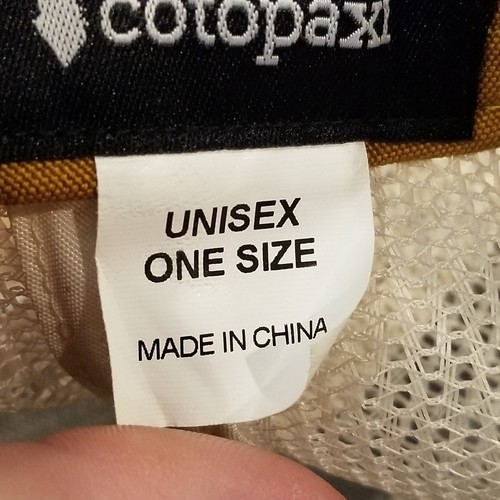 cotopaxi
UNISEX
ONE SIZE
MADE IN CHINA